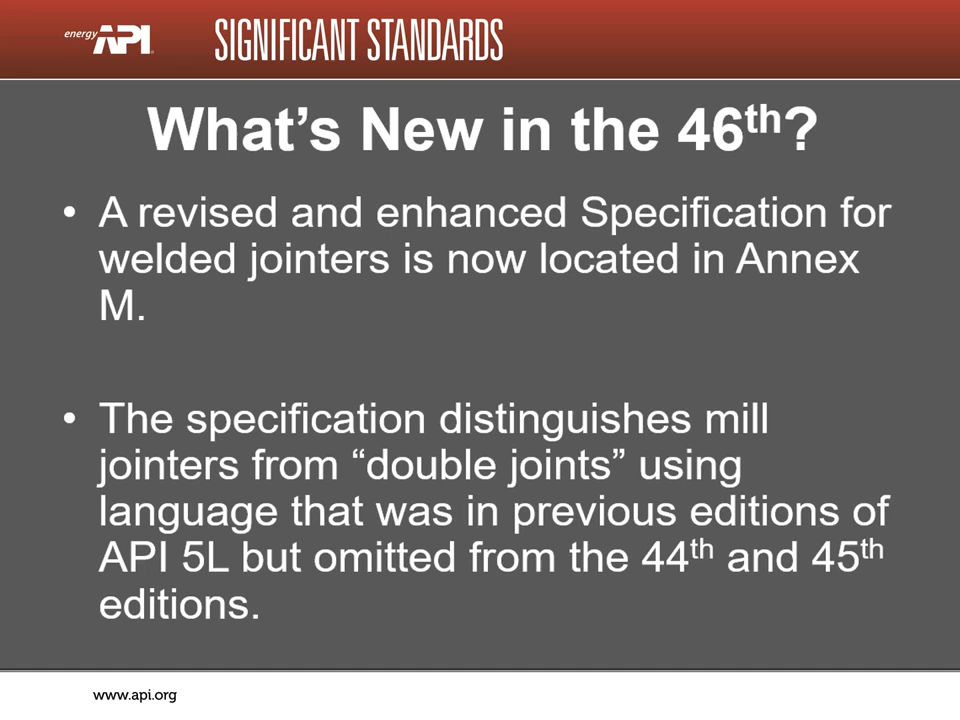 energy API SIGNIFICANT STANDARDS
What's New in the 46th?
• A revised and enhanced Specification for
welded jointers is now located in Annex
M.
• The specification distinguishes mill
jointers from “double joints” using
language that was in previous editions of
API 5L but omitted from the 44th and 45th
editions.
www.api.org